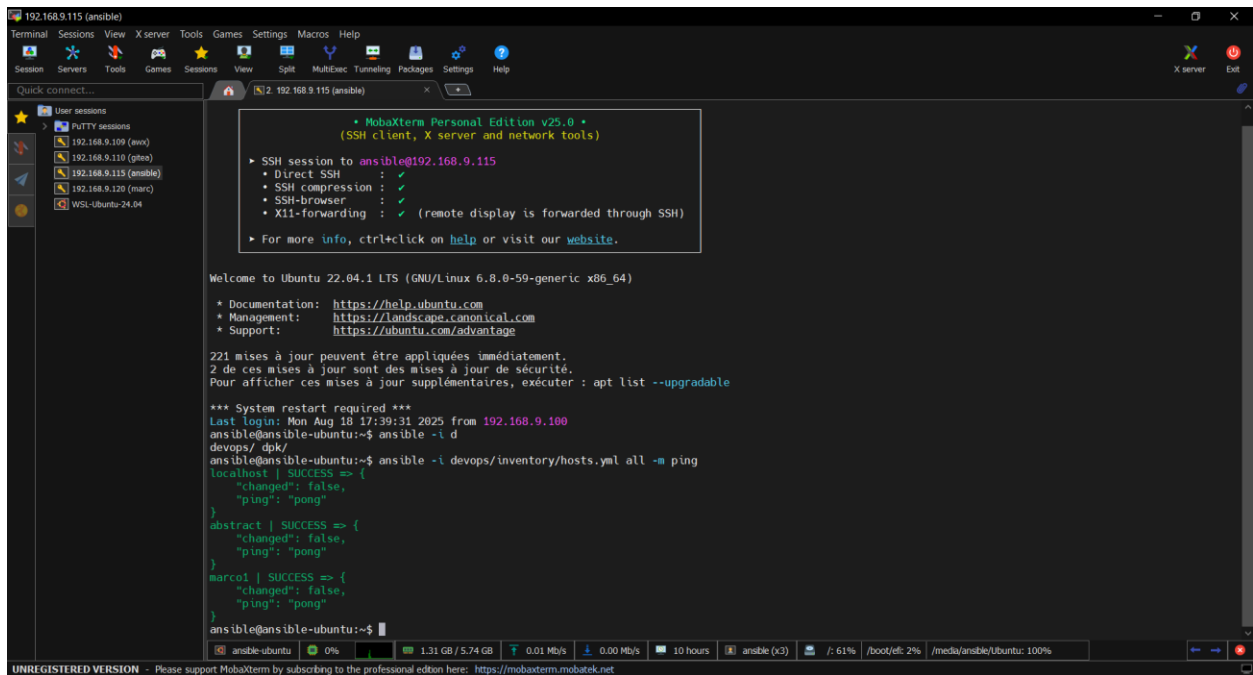 192.168.9.115 (ansible)
Terminal Sessions View X server Tools Games Settings Macros Help
Session Servers Tools Games Sessions View Split MultiExec Tunneling Packages Settings Help X server Exit
Quick connect...
2. 192.168.9.115 (ansible)
User sessions
PuTTY sessions
192.168.9.109 (awx)
192.168.9.110 (gitea)
192.168.9.115 (ansible)
192.168.9.120 (marc)
WSL-Ubuntu-24.04
• MobaXterm Personal Edition v25.0 •
(SSH client, X server and network tools)
► SSH session to ansible@192.168.9.115
• Direct SSH : ✔
• SSH compression : ✔
• SSH-browser : ✔
• X11-forwarding : ✔ (remote display is forwarded through SSH)
► For more info, ctrl+click on help or visit our website.
Welcome to Ubuntu 22.04.1 LTS (GNU/Linux 6.8.0-59-generic x86_64)
* Documentation: https://help.ubuntu.com
* Management: https://landscape.canonical.com
* Support: https://ubuntu.com/advantage
221 mises à jour peuvent être appliquées immédiatement.
2 de ces mises à jour sont des mises à jour de sécurité.
Pour afficher ces mises à jour supplémentaires, exécuter : apt list --upgradable
*** System restart required ***
Last login: Mon Aug 18 17:39:31 2025 from 192.168.9.100
ansible@ansible-ubuntu:~$ ansible -i d
devops/ dpk/
ansible@ansible-ubuntu:~$ ansible -i devops/inventory/hosts.yml all -m ping
localhost | SUCCESS => {
"changed": false,
"ping": "pong"
}
abstract | SUCCESS => {
"changed": false,
"ping": "pong"
}
marco1 | SUCCESS => {
"changed": false,
"ping": "pong"
}
ansible@ansible-ubuntu:~$
ansible-ubuntu 0% 1.31 GB / 5.74 GB 0.01 Mb/s 0.00 Mb/s 10 hours ansible (x3) /: 61% /boot/efi: 2% /media/ansible/Ubuntu: 100%
UNREGISTERED VERSION - Please support MobaXterm by subscribing to the professional edition here: https://mobaxterm.mobatek.net